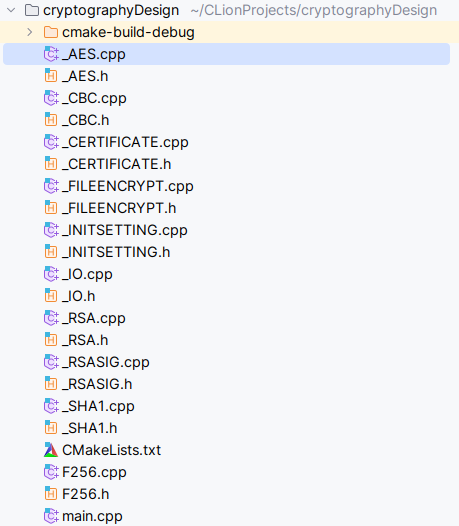 cryptographyDesign ~/CLionProjects/cryptographyDesign
cmake-build-debug
_AES.cpp
_AES.h
_CBC.cpp
_CBC.h
_CERTIFICATE.cpp
_CERTIFICATE.h
_FILEENCRYPT.cpp
_FILEENCRYPT.h
_INITSETTING.cpp
_INITSETTING.h
_IO.cpp
_IO.h
_RSA.cpp
_RSA.h
_RSASIG.cpp
_RSASIG.h
_SHA1.cpp
_SHA1.h
CMakeLists.txt
F256.cpp
F256.h
main.cpp